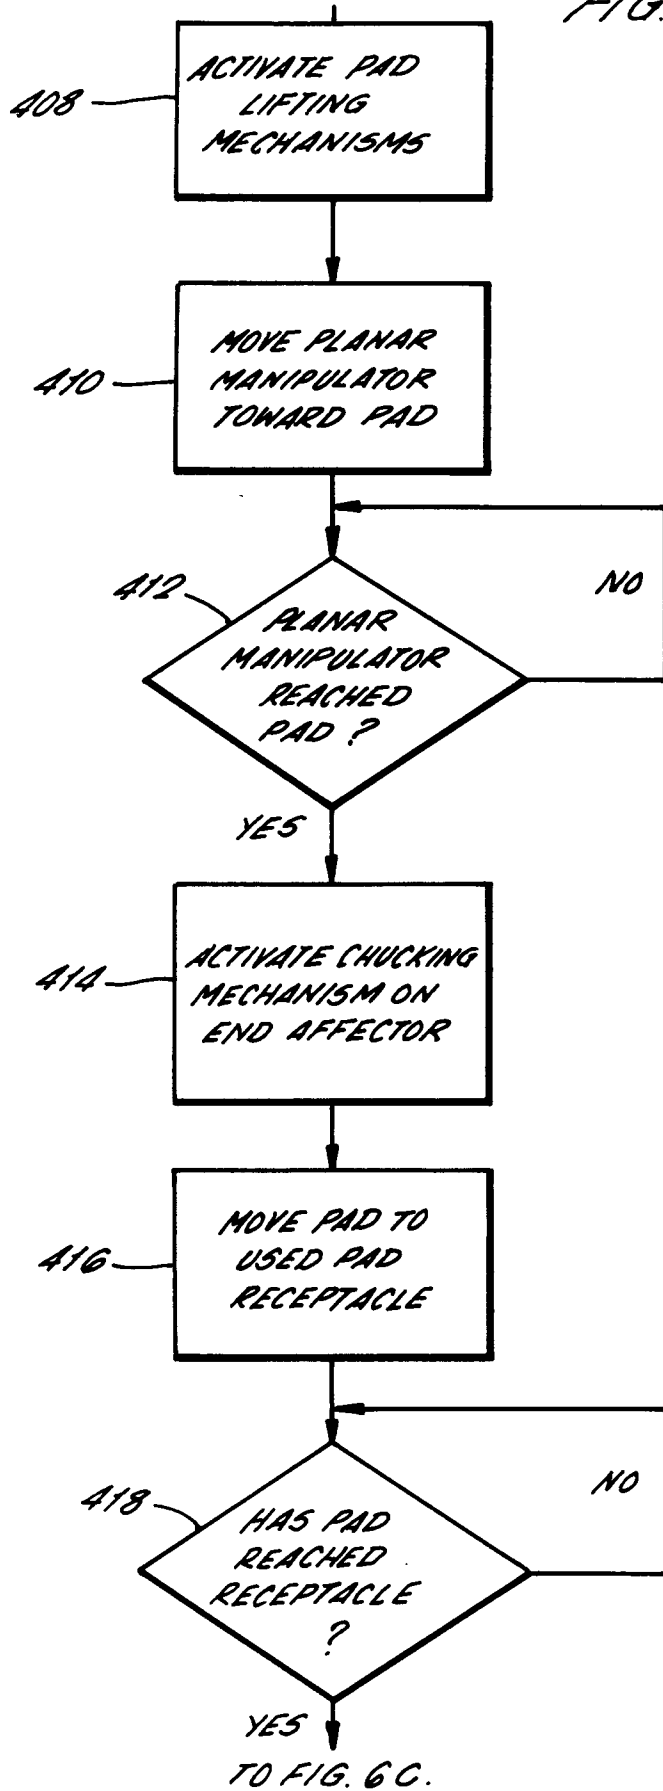 FIG.
408
ACTIVATE PAD
LIFTING
MECHANISMS
410
MOVE PLANAR
MANIPULATOR
TOWARD PAD
NO
412
PLANAR
MANIPULATOR
REACHED
PAD ?
YES
414
ACTIVATE CHUCKING
MECHANISM ON
END AFFECTOR
416
MOVE PAD TO
USED PAD
RECEPTACLE
NO
418
HAS PAD
REACHED
RECEPTACLE
?
YES
TO FIG. 6C.